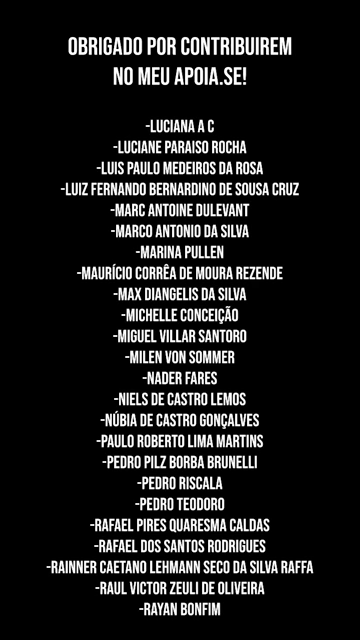 OBRIGADO POR CONTRIBUIREM
NO MEU APOIA.SE!
-LUCIANA A C
-LUCIANE PARAISO ROCHA
-LUIS PAULO MEDEIROS DA ROSA
-LUIZ FERNANDO BERNARDINO DE SOUSA CRUZ
-MARC ANTOINE DULEVANT
-MARCO ANTONIO DA SILVA
-MARINA PULLEN
-MAURÍCIO CORRÊA DE MOURA REZENDE
-MAX DIANGELIS DA SILVA
-MICHELLE CONCEIÇÃO
-MIGUEL VILLAR SANTORO
-MILEN VON SOMMER
-NADER FARES
-NIELS DE CASTRO LEMOS
-NÚBIA DE CASTRO GONÇALVES
-PAULO ROBERTO LIMA MARTINS
-PEDRO PILZ BORBA BRUNELLI
-PEDRO RISCALA
-PEDRO TEODORO
-RAFAEL PIRES QUARESMA CALDAS
-RAFAEL DOS SANTOS RODRIGUES
-RAINNER CAETANO LEHMANN SECO DA SILVA RAFFA
-RAUL VICTOR ZEULI DE OLIVEIRA
-RAYAN BONFIM